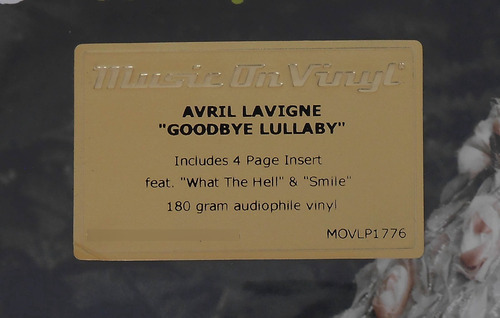 Music On Vinyl
AVRIL LAVIGNE
"GOODBYE LULLABY"
Includes 4 Page Insert
feat. "What The Hell" & "Smile"
180 gram audiophile vinyl
MOVLP1776